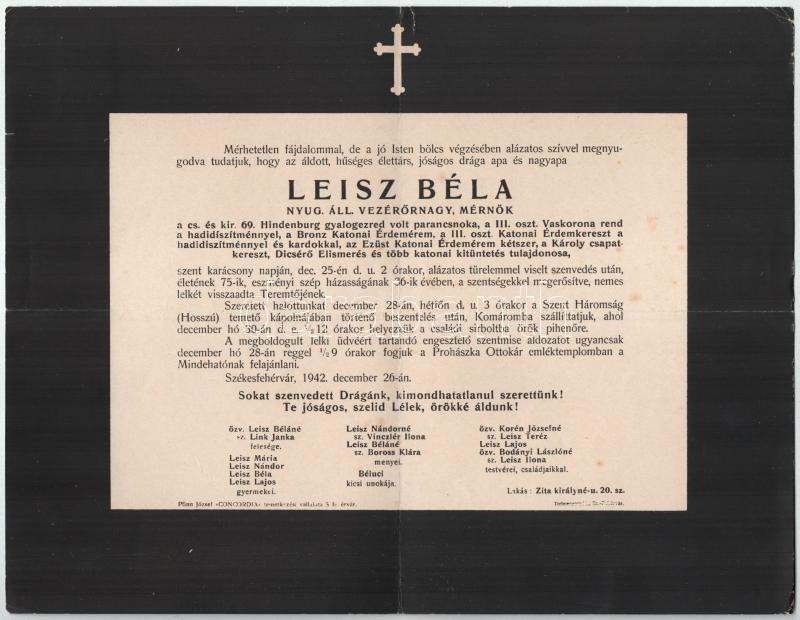 Mérhetetlen fájdalommal, de a jó Isten bölcs végzésében alázatos szívvel megnyu-
godva tudatjuk, hogy az áldott, hűséges élettárs, jóságos drága apa és nagyapa
LEISZ BÉLA
NYUG. ÁLL. VEZÉRŐRNAGY, MÉRNÖK
a cs. és kir. 69. Hindenburg gyalogezred volt parancsnoka, a III. oszt. Vaskorona rend
a hadidíszítménnyel, a Bronz Katonai Érdemérem, a III. oszt. Katonai Érdemkereszt a
hadidíszítménnyel és kardokkal, az Ezüst Katonai Érdemérem kétszer, a Károly csapat-
kereszt, Dicsérő Elismerés és több katonai kitüntetés tulajdonosa,
szent karácsony napján, dec. 25-én d. u. 2 órakor, alázatos türelemmel viselt szenvedés után,
életének 75-ik, eszményi szép házasságának 36-ik évében, a szentségekkel megerősítve, nemes
lelkét visszaadta Teremtőjének.
Szeretett halottunkat december 28-án, hétfőn d. u. 3 órakor a Szent Háromság
(Hosszú) temető kápolnájában történő beszentelés után, Komáromba szállíttatjuk, ahol
december hó 30-án d. e. 1/2 12 órakor helyezzük a családi sírboltba örök pihenőre.
A megboldogult lelki üdvéért tartandó engesztelő szentmise áldozatot ugyancsak
december hó 28-án reggel 1/2 9 órakor fogjuk a Prohászka Ottokár emléktemplomban a
Mindehatónak felajánlani.
Székesfehérvár, 1942. december 26-án.
Sokat szenvedett Drágánk, kimondhatatlanul szerettünk!
Te jóságos, szelid Lélek, örökké áldunk!
özv. Leisz Béláné
sz. Link Janka
felesége.
Leisz Mária
Leisz Nándor
Leisz Béla
Leisz Lajos
gyermekei.
Leisz Nándorné
sz. Vinczlér Ilona
Leisz Béláné
sz. Boross Klára
menyei.
Béluci
kicsi unokája.
özv. Korén Józsefné
sz. Leisz Teréz
Leisz Lajos
özv. Bodányi Lászlóné
sz. Leisz Ilona
testvérei, családjaikkal.
Lakás: Zita királyné-u. 20. sz.
Pfinn József «CONCORDIA» temetkezési vállalata